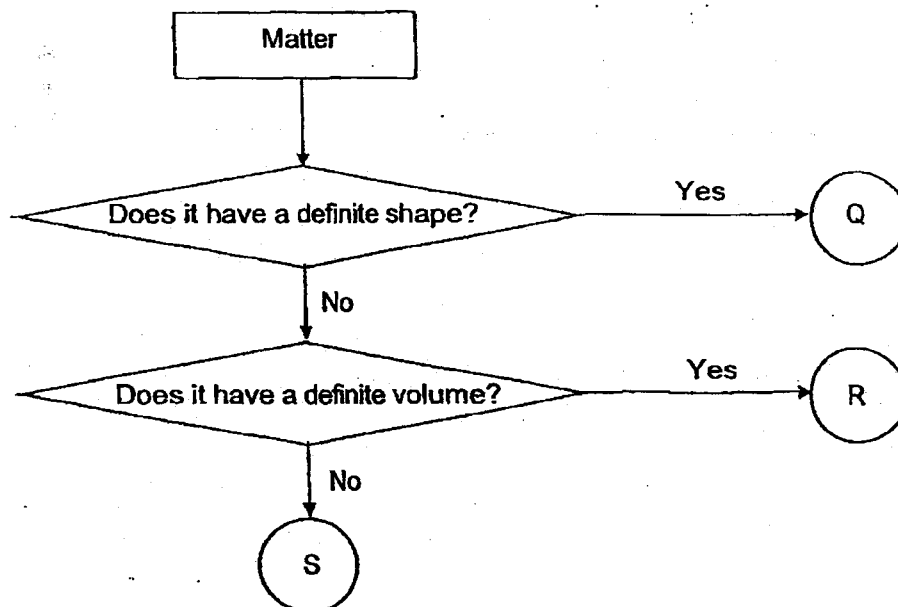 Matter
Does it have a definite shape?
Yes
Q
No
Does it have a definite volume?
Yes
R
No
S